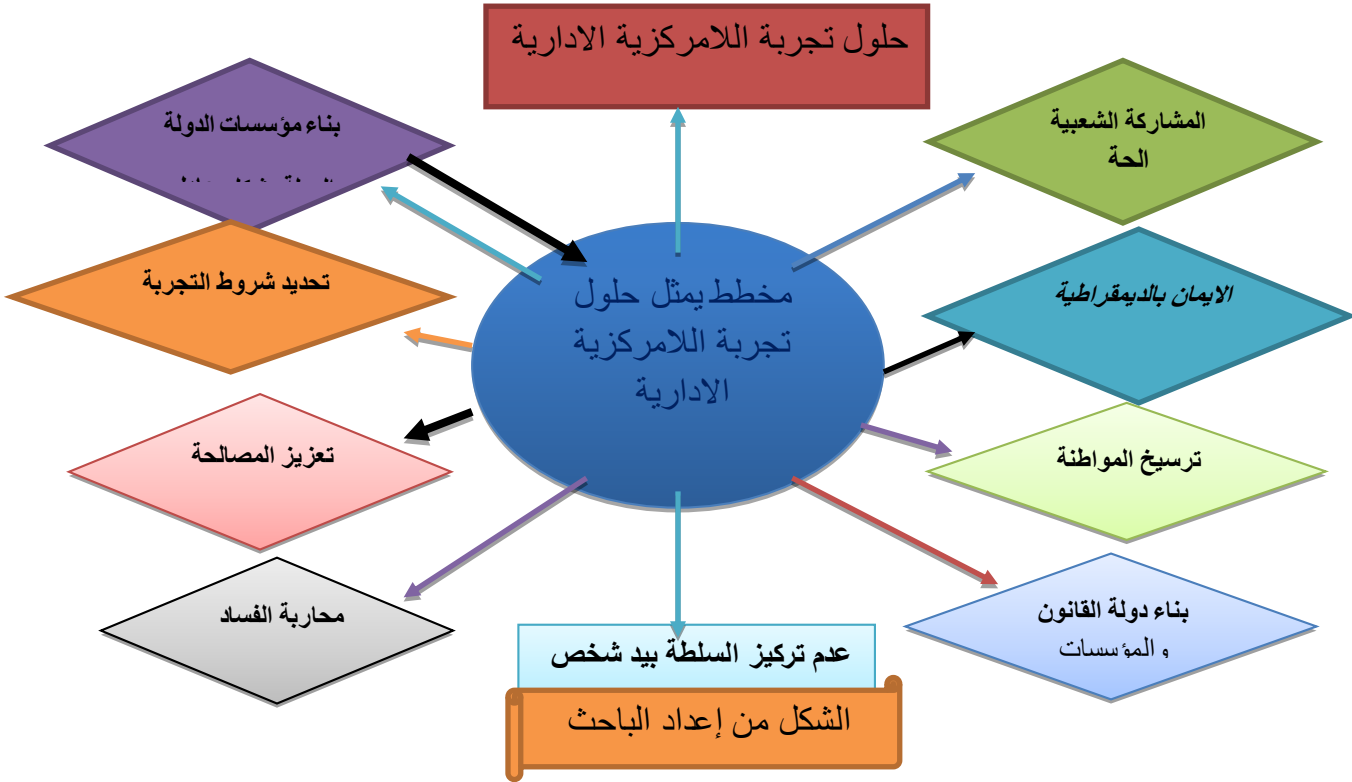 حلول تجربة اللامركزية الادارية
المشاركة الشعبية
الحة
بناء مؤسسات الدولة
الايمان بالديمقراطية
تحديد شروط التجربة
مخطط يمثل حلول
تجربة اللامركزية
الادارية
ترسيخ المواطنة
تعزيز المصالحة
بناء دولة القانون
و المؤسسات
محاربة الفساد
عدم تركيز السلطة بيد شخص
الشكل من إعداد الباحث